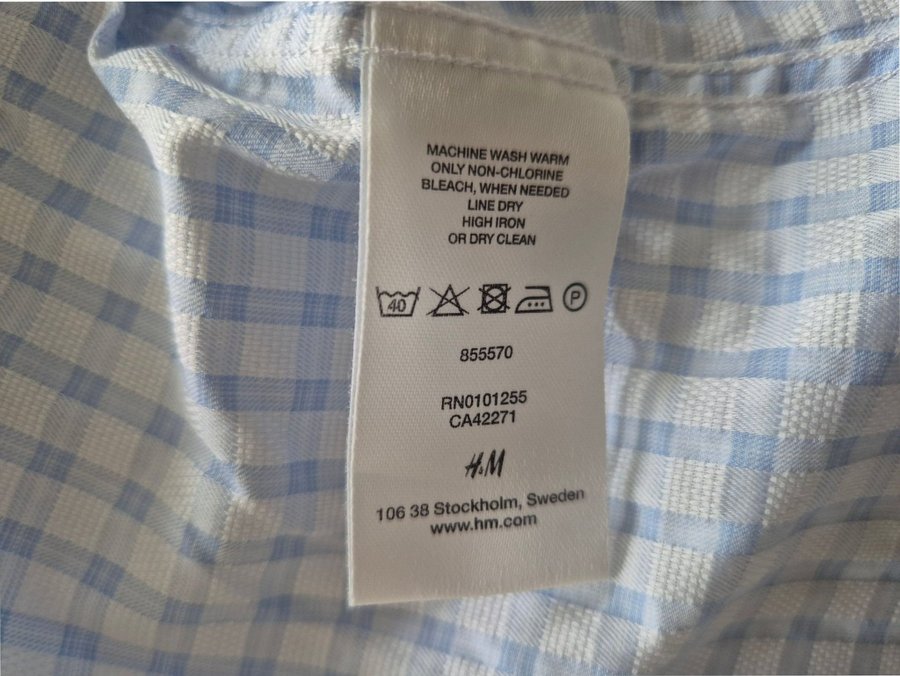 MACHINE WASH WARM
ONLY NON-CHLORINE
BLEACH, WHEN NEEDED
LINE DRY
HIGH IRON
OR DRY CLEAN
40 P
855570
RN0101255
CA42271
H&M
106 38 Stockholm, Sweden
www.hm.com